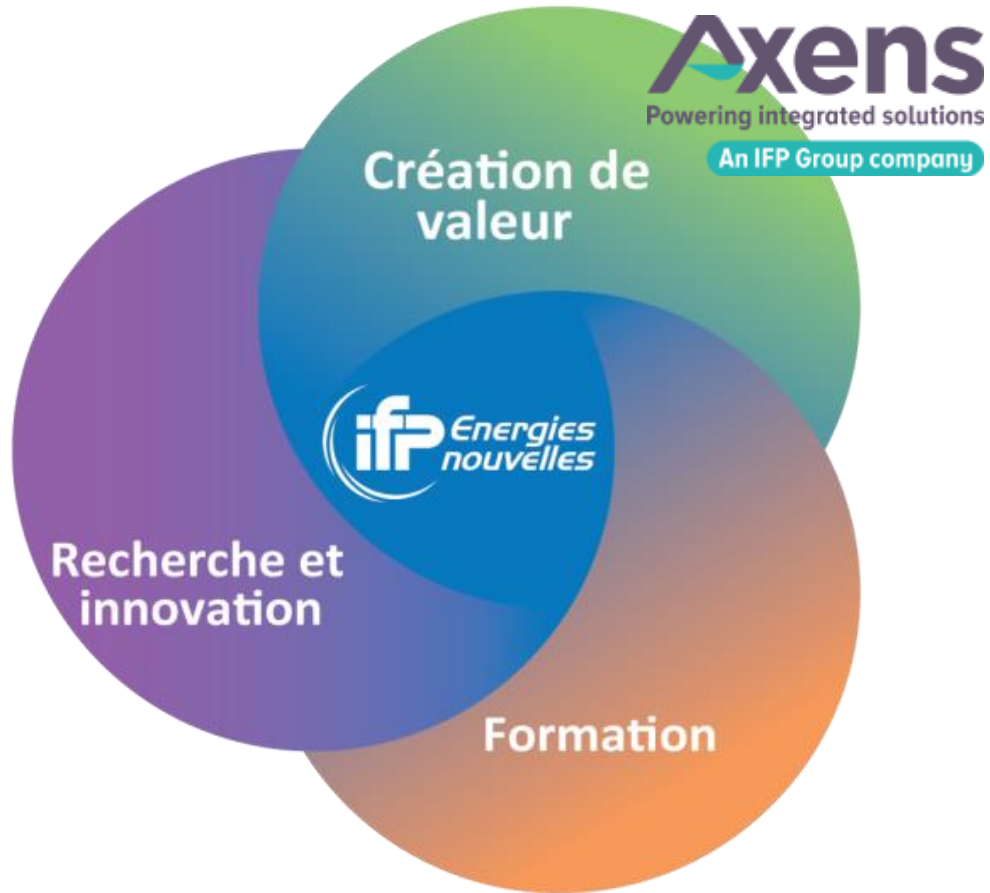 Axens
Powering integrated solutions
An IFP Group company
Création de
valeur
ifp Energies
nouvelles
Recherche et
innovation
Formation